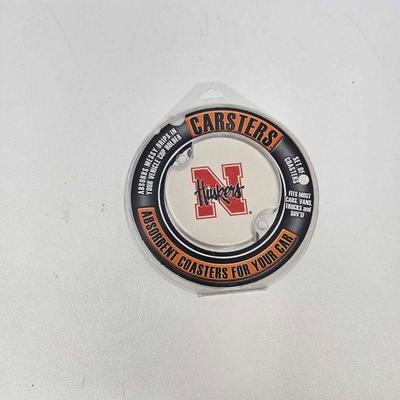 CARSTERS
ABSORBS MESSY DRIPS IN
YOUR VEHICLE CUP HOLDER
SET OF
COASTERS
FITS MOST
CARS, VANS,
TRUCKS and
SUV'S!
N
Huskers
ABSORBENT COASTERS FOR YOUR CAR